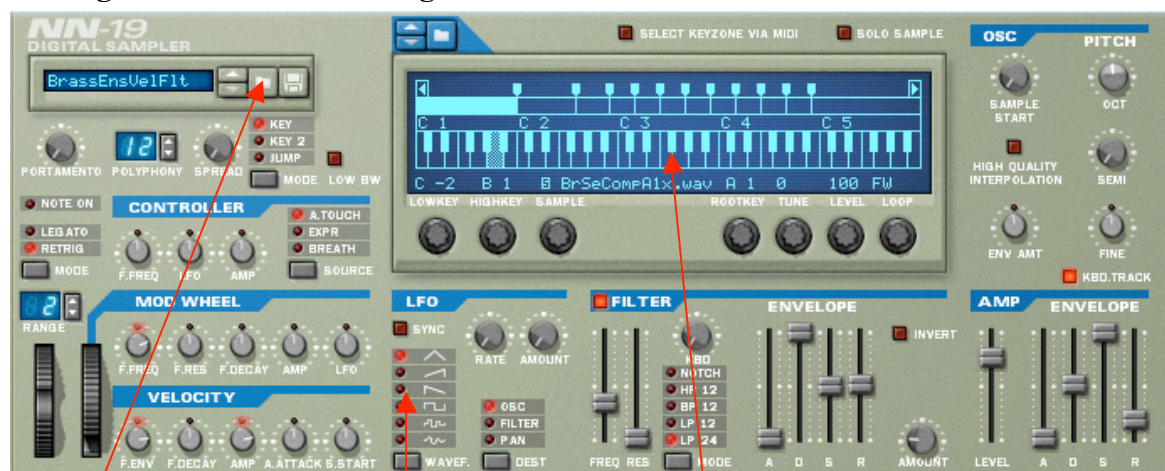 NN-19
DIGITAL SAMPLER
BrassEnsVelFlt
PORTAMENTO
12
POLYPHONY
SPREAD
KEY
KEY 2
JUMP
MODE
LOW BW
SELECT KEYZONE VIA MIDI
SOLO SAMPLE
C 1 C 2 C 3 C 4 C 5
C -2 B 1 BrSeCompA1x.wav A 1 0 100 FW
LOWKEY HIGHKEY SAMPLE ROOTKEY TUNE LEVEL LOOP
OSC
PITCH
SAMPLE
START
OCT
HIGH QUALITY
INTERPOLATION
SEMI
ENV AMT
FINE
KBD.TRACK
NOTE ON
LEGATO
RETRIG
MODE
CONTROLLER
F.FREQ LFO AMP
A.TOUCH
EXPR
BREATH
SOURCE
2
RANGE
MOD WHEEL
F.FREQ F.RES F.DECAY AMP LFO
VELOCITY
F.ENV F.DECAY AMP A.ATTACK S.START
LFO
SYNC
RATE AMOUNT
OSC
FILTER
PAN
WAVEF. DEST
FILTER
ENVELOPE
INVERT
KBD
NOTCH
HP 12
BP 12
LP 12
LP 24
FREQ RES MODE A D S R AMOUNT
AMP
ENVELOPE
LEVEL A D S R